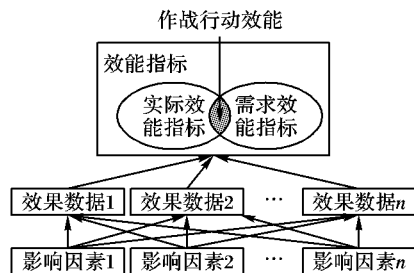 作战行动效能
效能指标
实际效 需求效
能指标 能指标
效果数据1 效果数据2 … 效果数据n
影响因素1 影响因素2 … 影响因素n